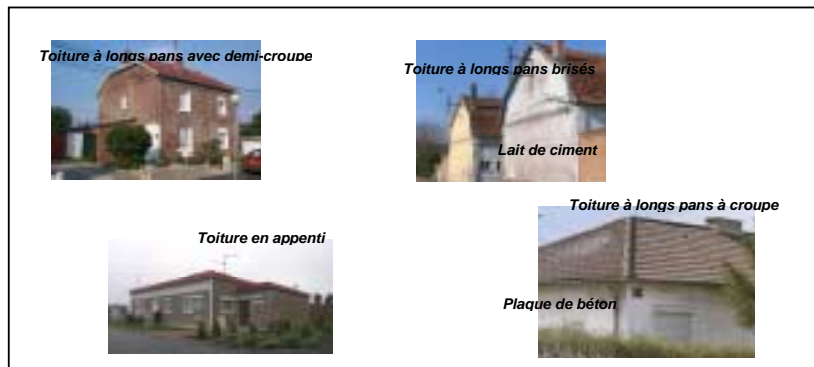 Toiture à longs pans avec demi-croupe
Toiture à longs pans brisés
Lait de ciment
Toiture à longs pans à croupe
Toiture en appenti
Plaque de béton